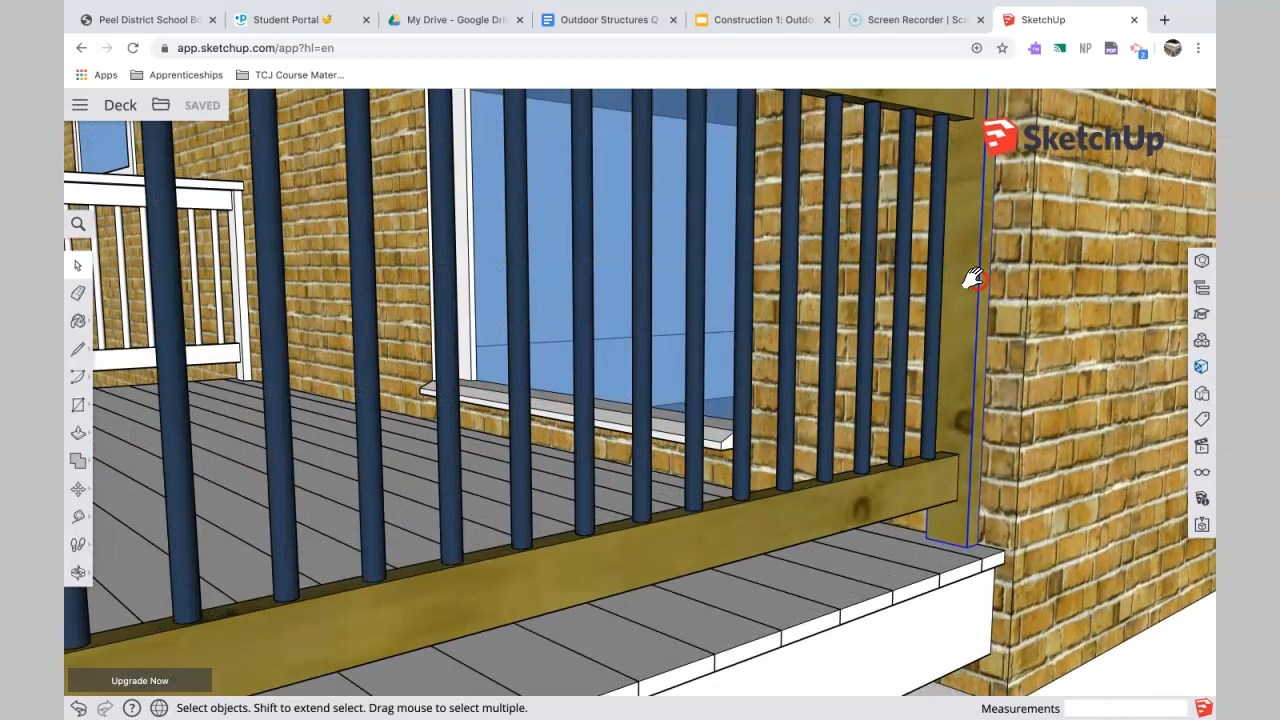 Peel District School Bo
Student Portal
My Drive - Google Driv
Outdoor Structures Q
Construction 1: Outdo
Screen Recorder | Scr
SketchUp
app.sketchup.com/app?hl=en
NP
2
Apps
Apprenticeships
TCJ Course Mater...
Deck
SAVED
SketchUp
Upgrade Now
Select objects. Shift to extend select. Drag mouse to select multiple.
Measurements